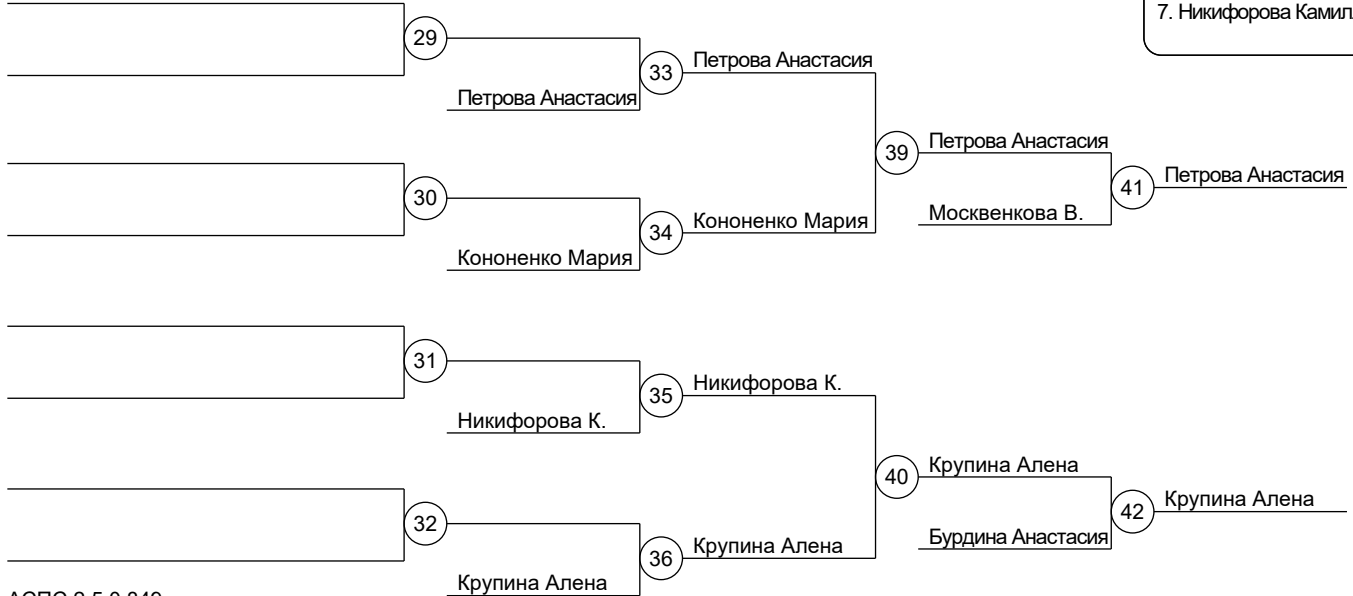 7. Никифорова Камил
29
33
Петрова Анастасия
Петрова Анастасия
39
Петрова Анастасия
41
Петрова Анастасия
30
34
Кононенко Мария
Москвенкова В.
Кононенко Мария
31
35
Никифорова К.
Никифорова К.
40
Крупина Алена
42
Крупина Алена
32
36
Крупина Алена
Бурдина Анастасия
Крупина Алена